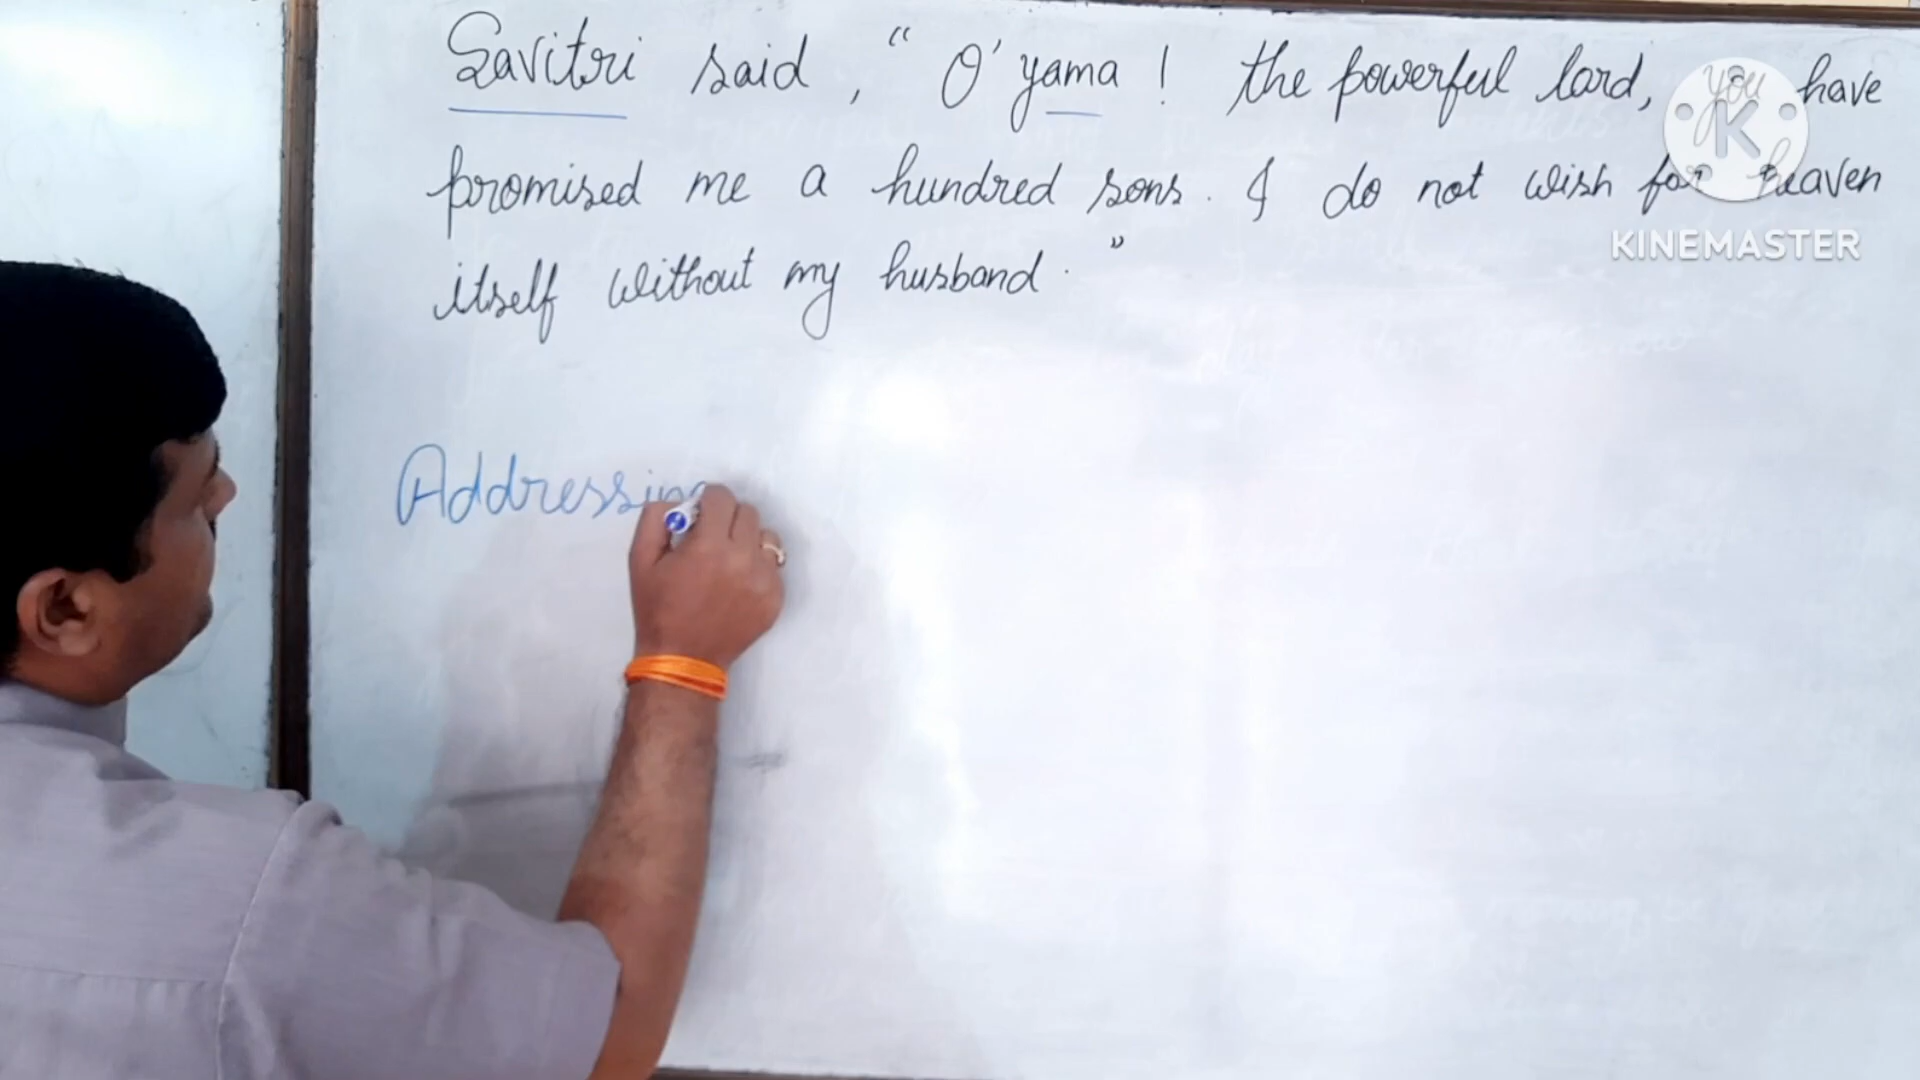 Savitri said, " O' yama ! the powerful lord, you have
promised me a hundred sons. I do not wish for heaven
itself without my husband. "
KINEMASTER
Addressing